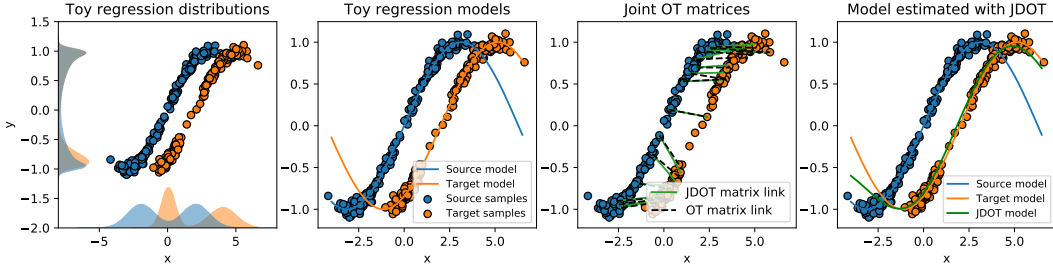 Toy regression distributions
1.5
1.0
0.5
0.0
−0.5
−1.0
−1.5
−2.0
y
−5
0
5
x
Toy regression models
1.0
0.5
0.0
−0.5
−1.0
Source model
Target model
Source samples
Target samples
−2.5
0.0
2.5
5.0
x
Joint OT matrices
1.0
0.5
0.0
−0.5
−1.0
JDOT matrix link
OT matrix link
−2.5
0.0
2.5
5.0
x
Model estimated with JDOT
1.0
0.5
0.0
−0.5
−1.0
Source model
Target model
JDOT model
−2.5
0.0
2.5
5.0
x